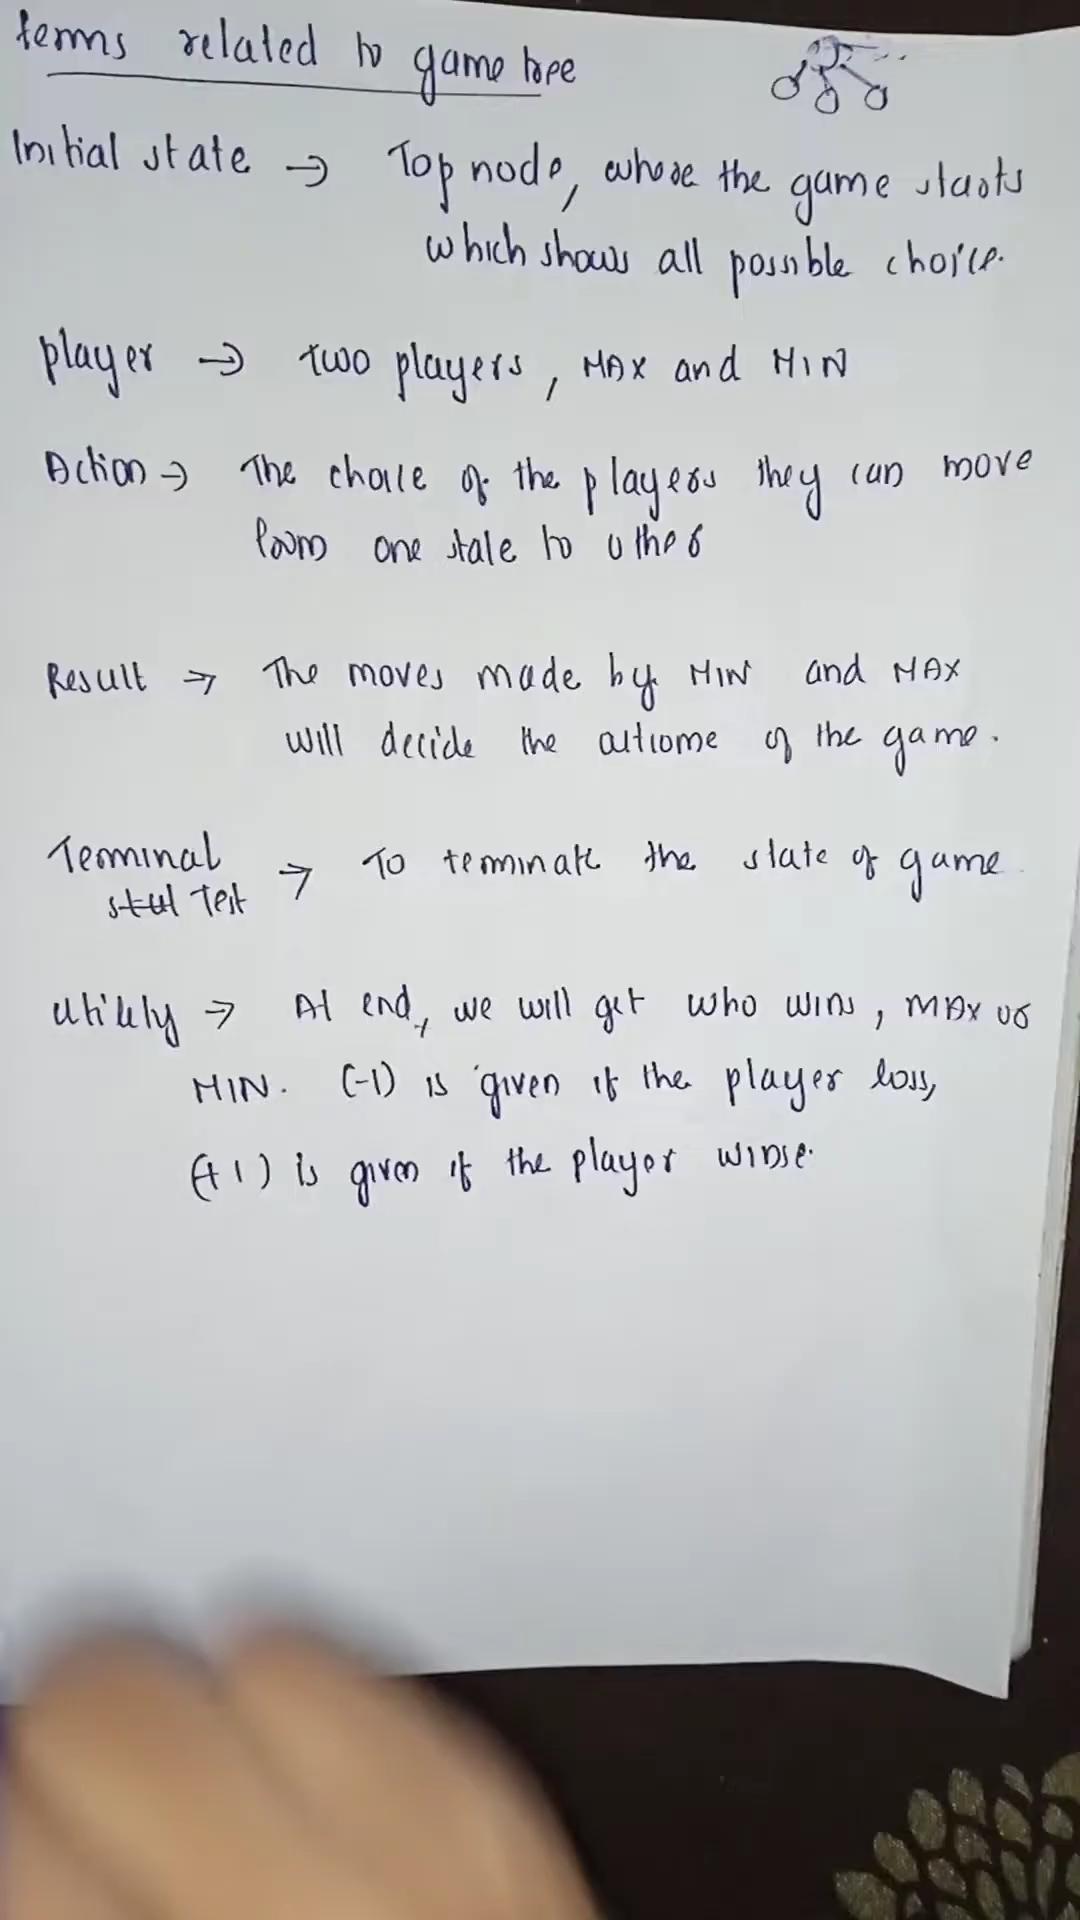 terms related to game tree
Initial state → Top node, where the game starts
which shows all possible choice.
player → two players, MAX and MIN
Action → The choice of the players they can move
from one state to other
Result → The moves made by MIN and MAX
will decide the outcome of the game.
Terminal → To terminate the state of game
Test
Utility → At end, we will get who wins, MAX or
MIN. (-1) is given if the player loss,
(+1) is given if the player winse.